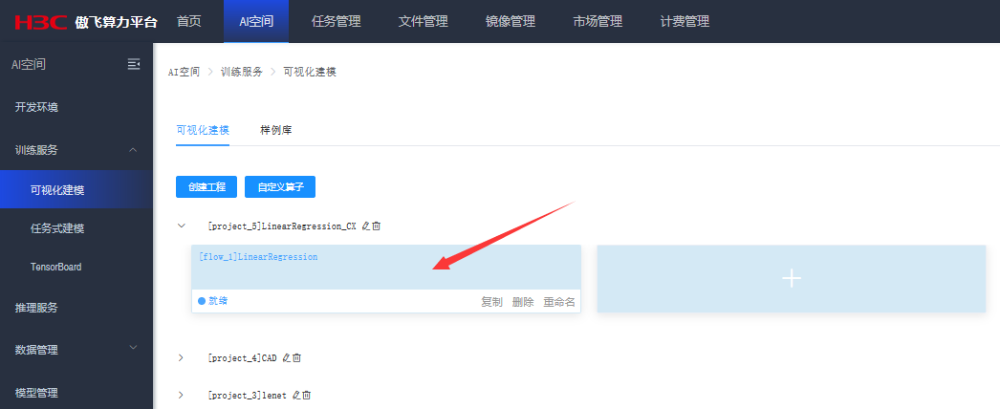 H3C 傲飞算力平台 首页 AI空间 任务管理 文件管理 镜像管理 市场管理 计费管理
AI空间
AI空间 > 训练服务 > 可视化建模
开发环境
可视化建模 样例库
训练服务
创建工程 自定义算子
可视化建模
任务式建模
[project_5]LinearRegression_CX
[flow_1]LinearRegression
TensorBoard
就绪 复制 删除 重命名
推理服务
数据管理
[project_4]CAD
模型管理
[project_3]lenet